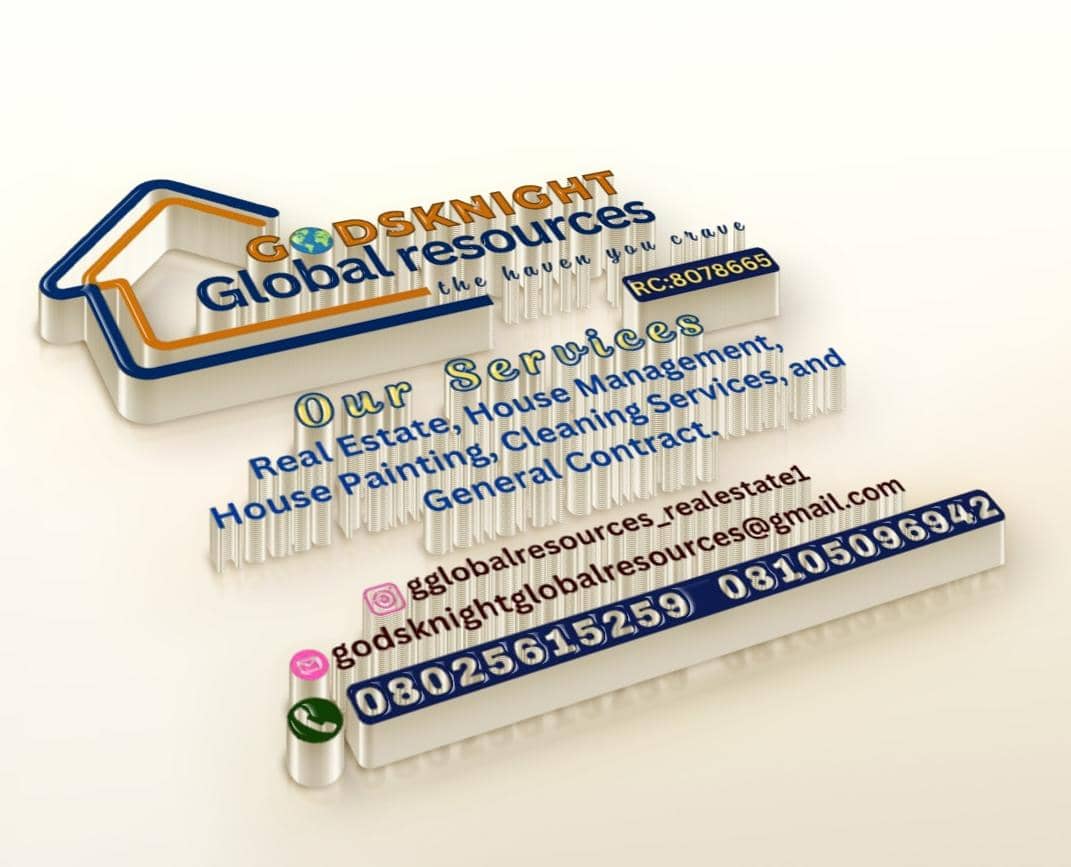 GODSKNIGHT
Global resources
the haven you crave
RC:8078665
Our Services
Real Estate, House Management,
House Painting, Cleaning Services, and
General Contract.
gglobalresources_realestate1
godsknightglobalresources@gmail.com
08025615259 08105096942